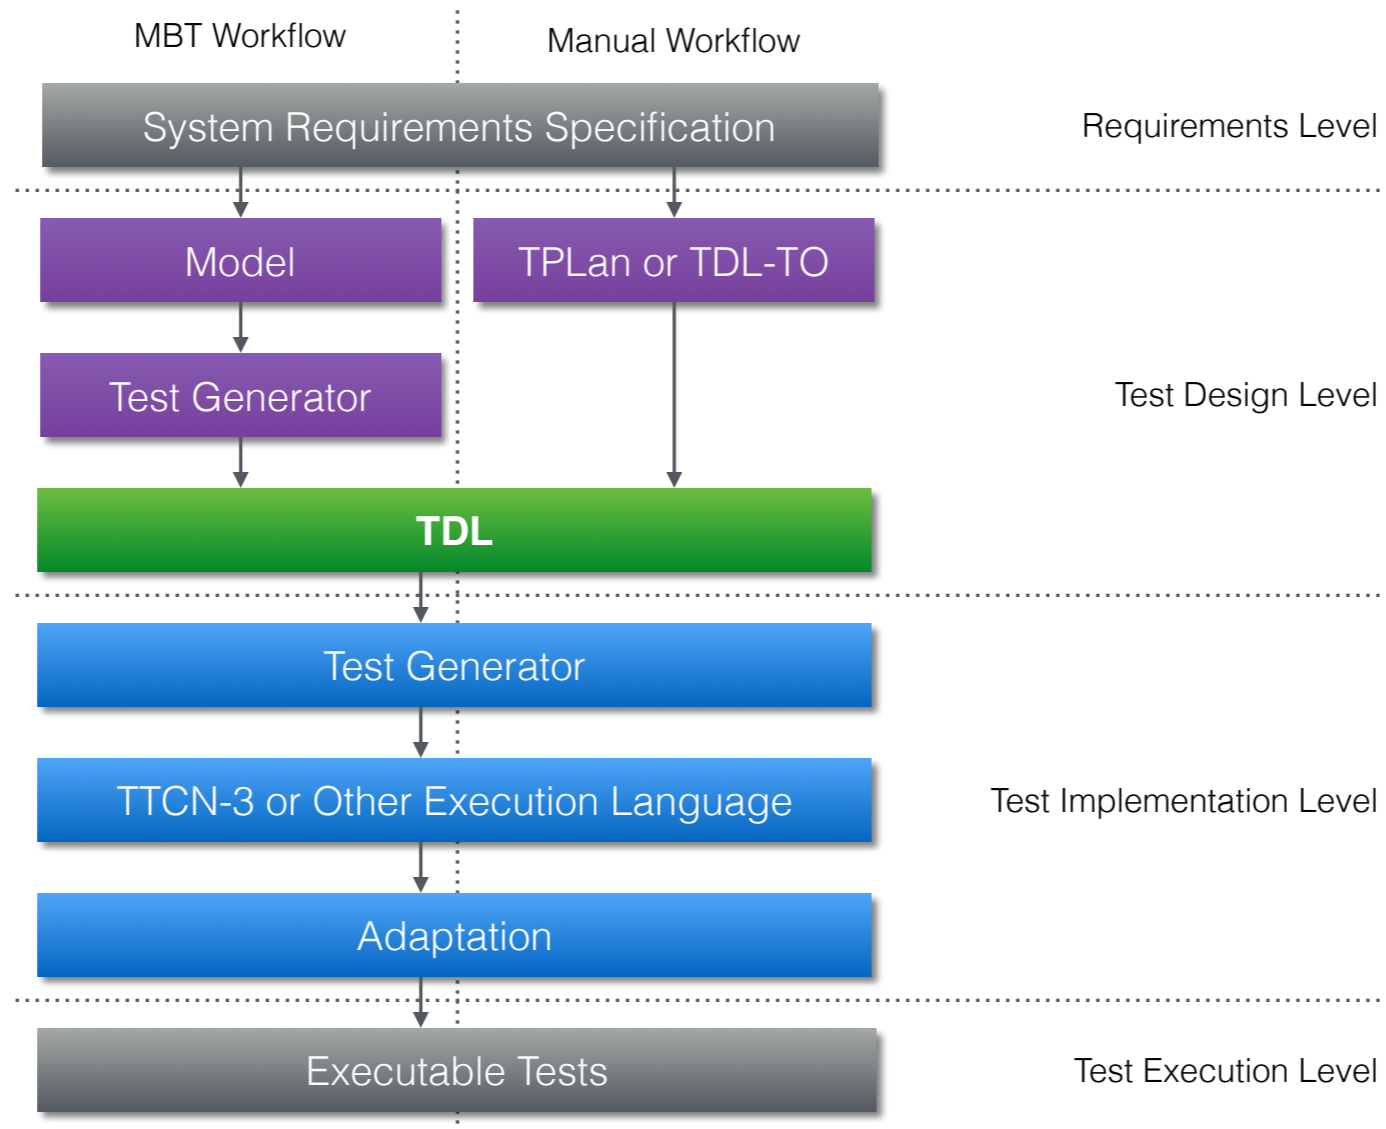 MBT Workflow
Manual Workflow
System Requirements Specification
Requirements Level
Model
TPLan or TDL-TO
Test Generator
Test Design Level
TDL
Test Generator
TTCN-3 or Other Execution Language
Test Implementation Level
Adaptation
Executable Tests
Test Execution Level